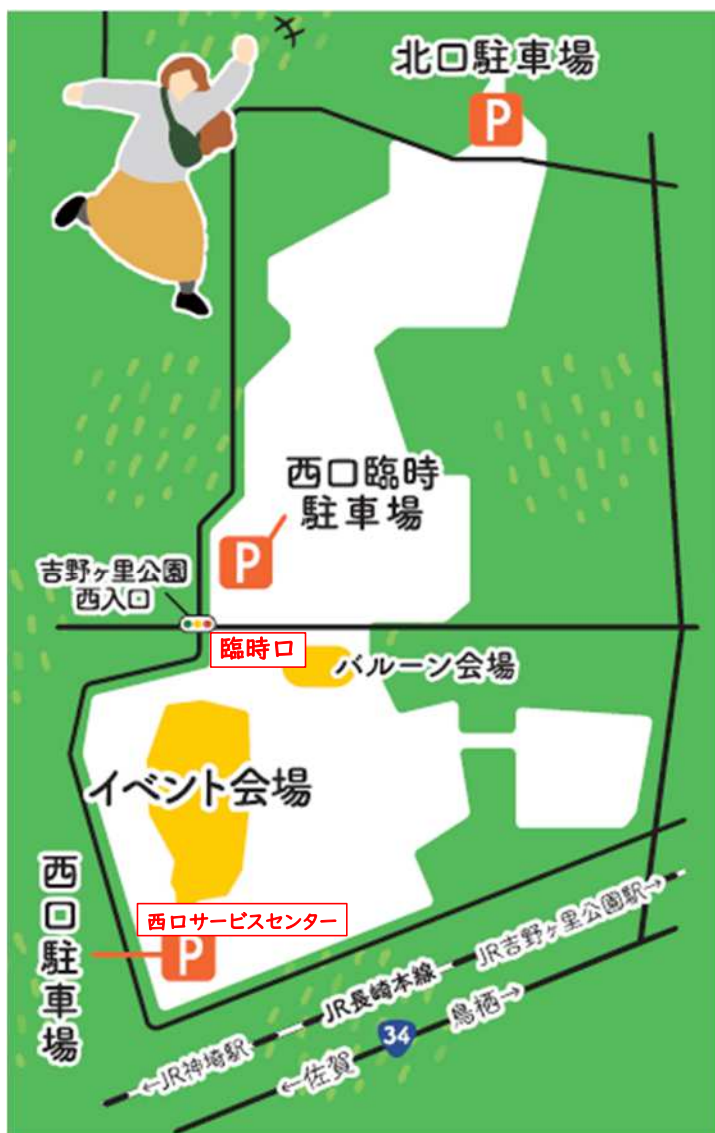 北口駐車場
P
西口臨時
駐車場
P
吉野ヶ里公園
西入口
臨時口
バルーン会場
イベント会場
西口駐車場
西口サービスセンター
P
JR吉野ヶ里公園駅→
JR長崎本線
←JR神埼駅
鳥栖→
34
←佐賀